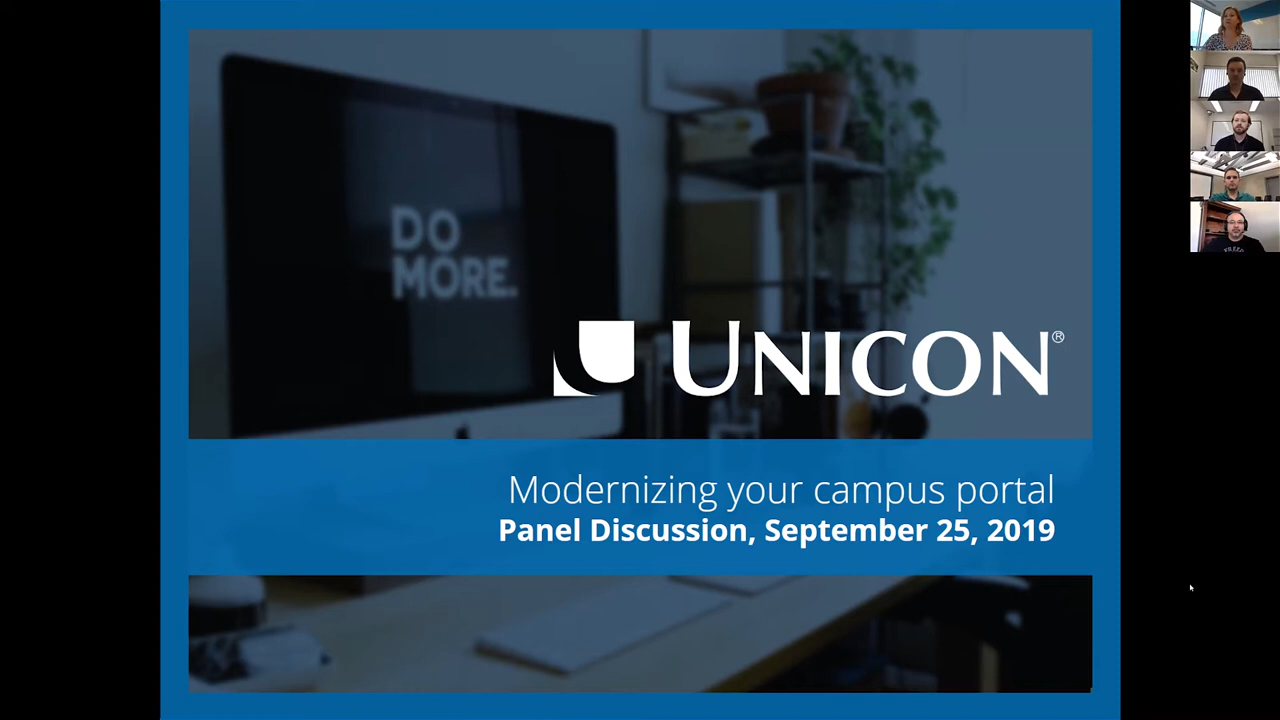 DO
MORE.
UNICON®
Modernizing your campus portal
Panel Discussion, September 25, 2019